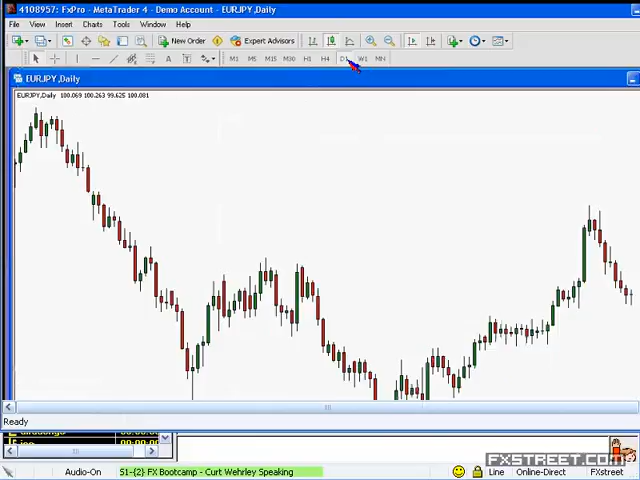 4108957: FxPro - MetaTrader 4 - Demo Account - EURJPY,Daily
File View Insert Charts Tools Window Help
New Order Expert Advisors
A T M1 M5 M15 M30 H1 H4 D1 W1 MN
EURJPY,Daily
EURJPY,Daily 100.069 100.263 99.625 100.081
Ready
Audio-On S1-{2} FX Bootcamp - Curt Wehrley Speaking Line Online-Direct FXstreet
FXSTREET.COM